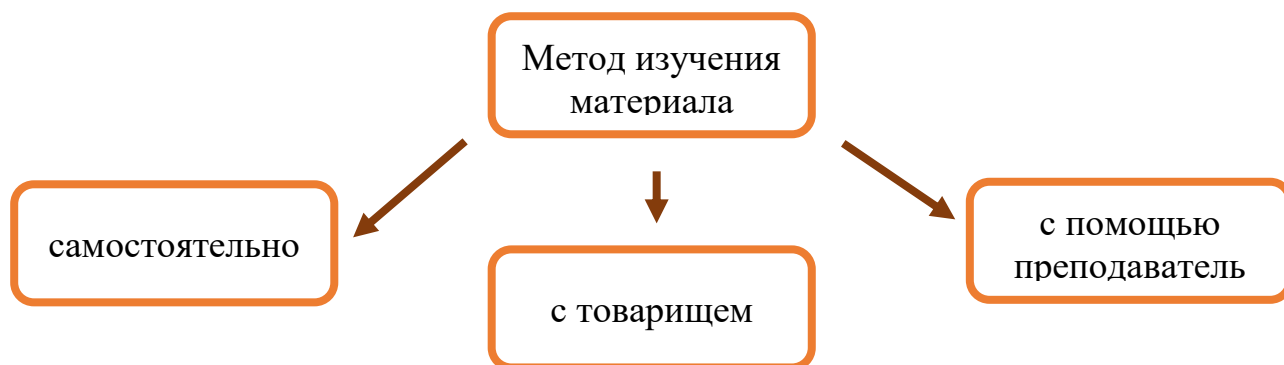 Метод изучения
материала
самостоятельно
с товарищем
с помощью
преподаватель